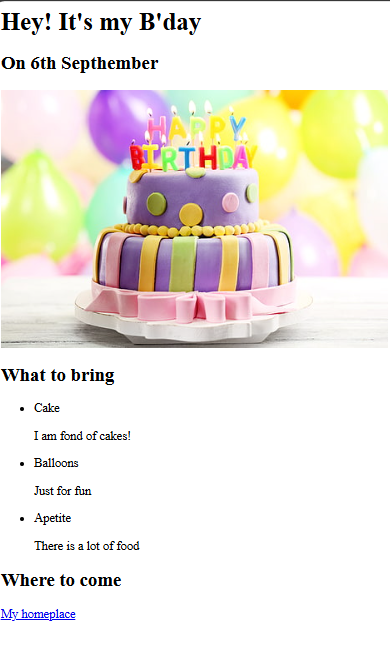 Hey! It's my B'day
On 6th Septhember
HAPPY
BIRTHDAY
What to bring
Cake
I am fond of cakes!
Balloons
Just for fun
Apetite
There is a lot of food
Where to come
My homeplace